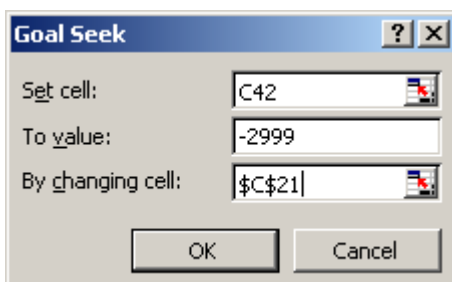 Goal Seek ? X
Set cell: C42
To value: -2999
By changing cell: $C$21
OK Cancel